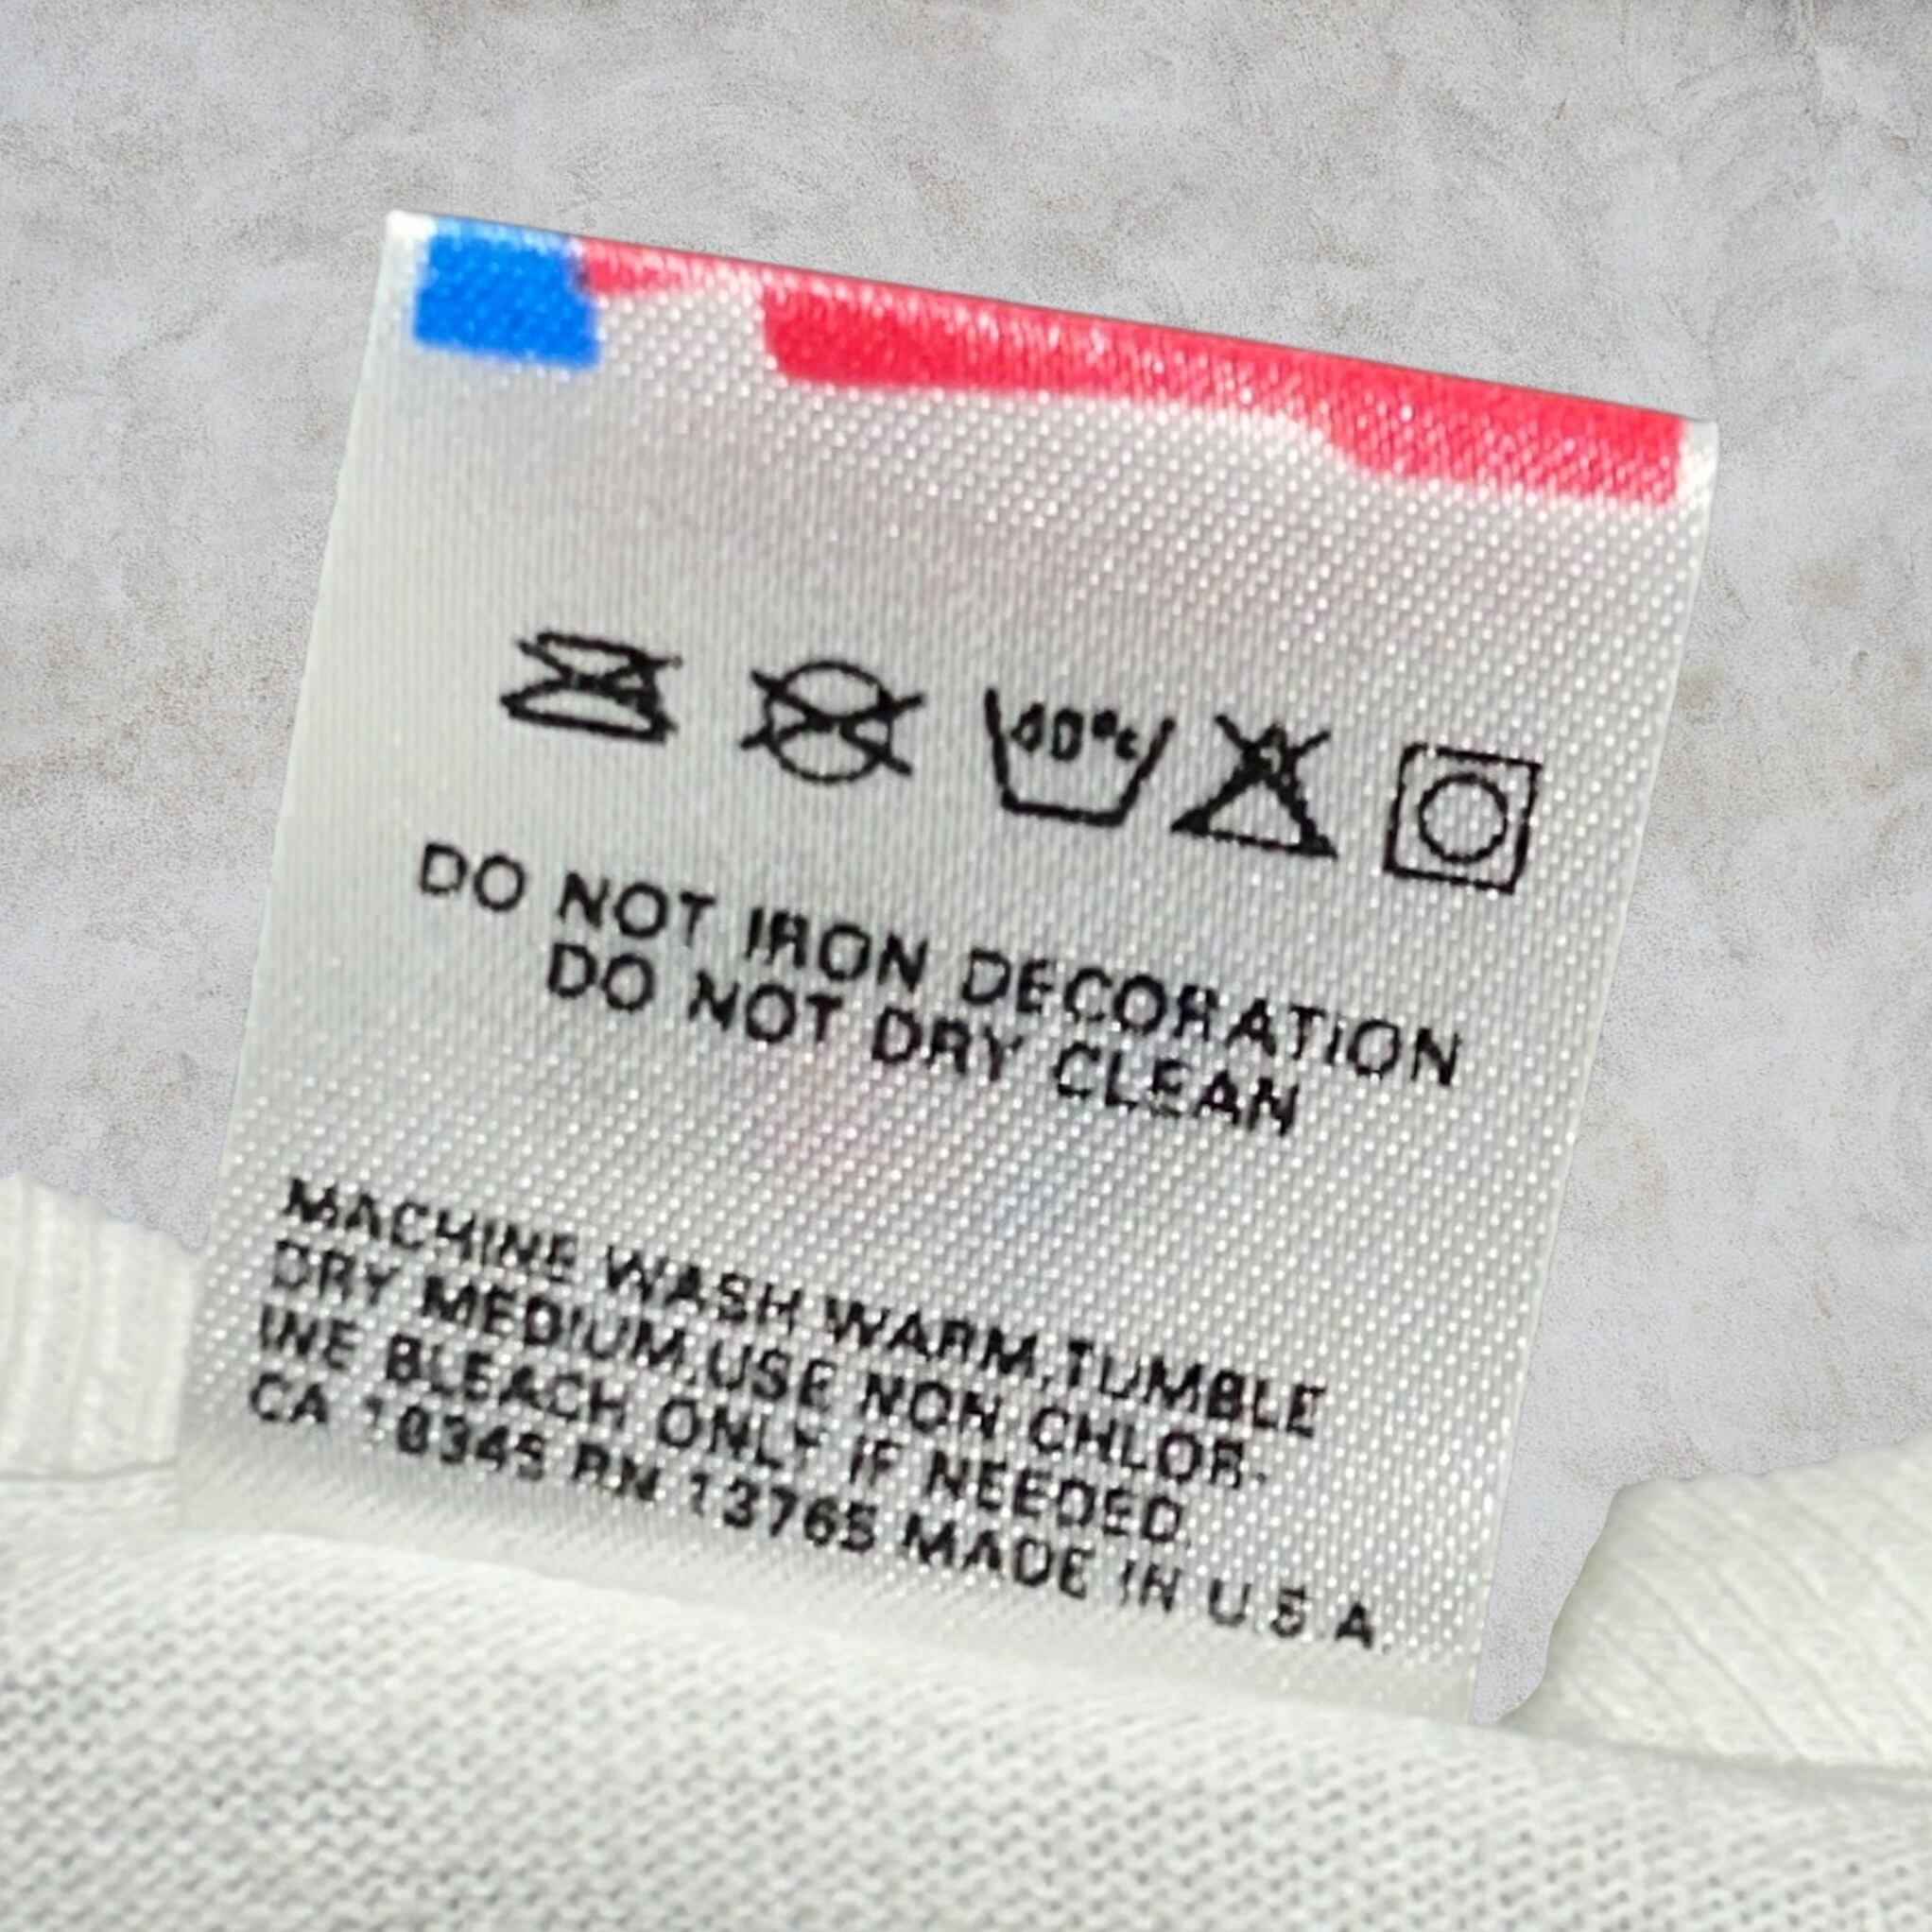 40°c
DO NOT IRON DECORATION
DO NOT DRY CLEAN
MACHINE WASH WARM,TUMBLE
DRY MEDIUM,USE NON CHLOR-
INE BLEACH ONLY IF NEEDED.
CA 18345 RN 13765 MADE IN U.S.A.